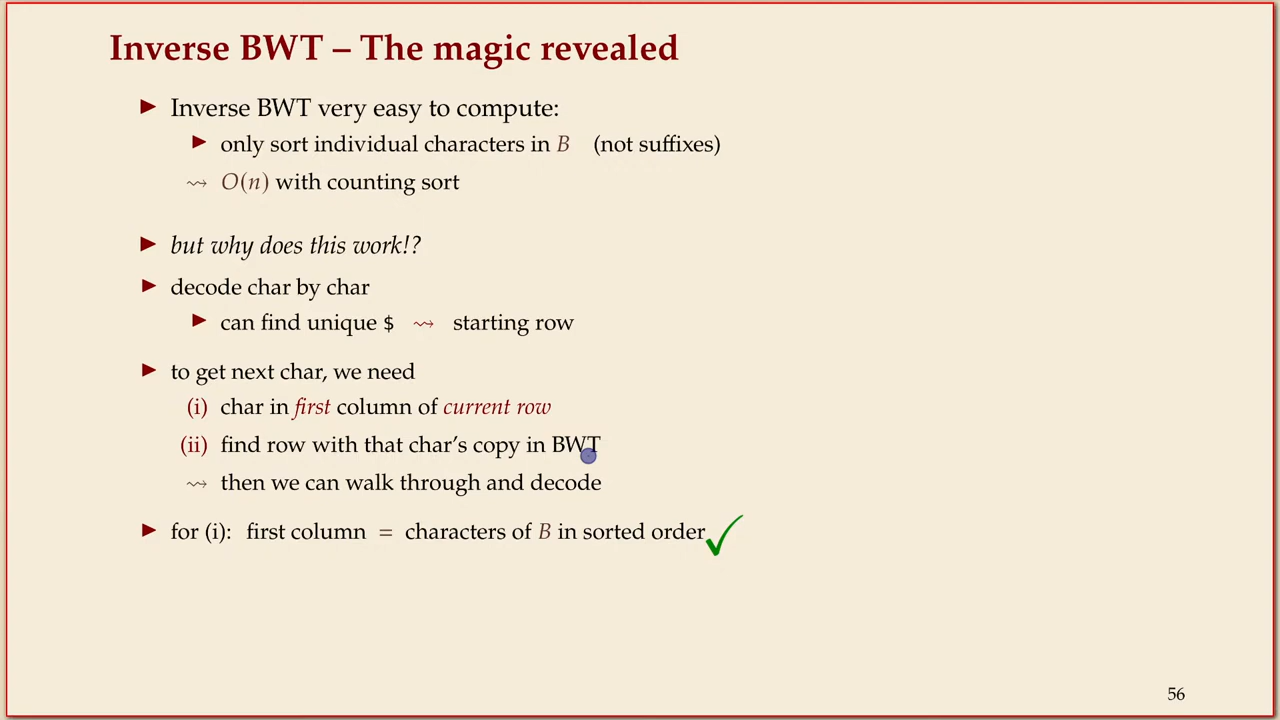 Inverse BWT – The magic revealed
▶ Inverse BWT very easy to compute:
▶ only sort individual characters in B (not suffixes)
⇝ O(n) with counting sort
▶ but why does this work!?
▶ decode char by char
▶ can find unique $ ⇝ starting row
▶ to get next char, we need
(i) char in first column of current row
(ii) find row with that char's copy in BWT
⇝ then we can walk through and decode
▶ for (i): first column = characters of B in sorted order ✓
56